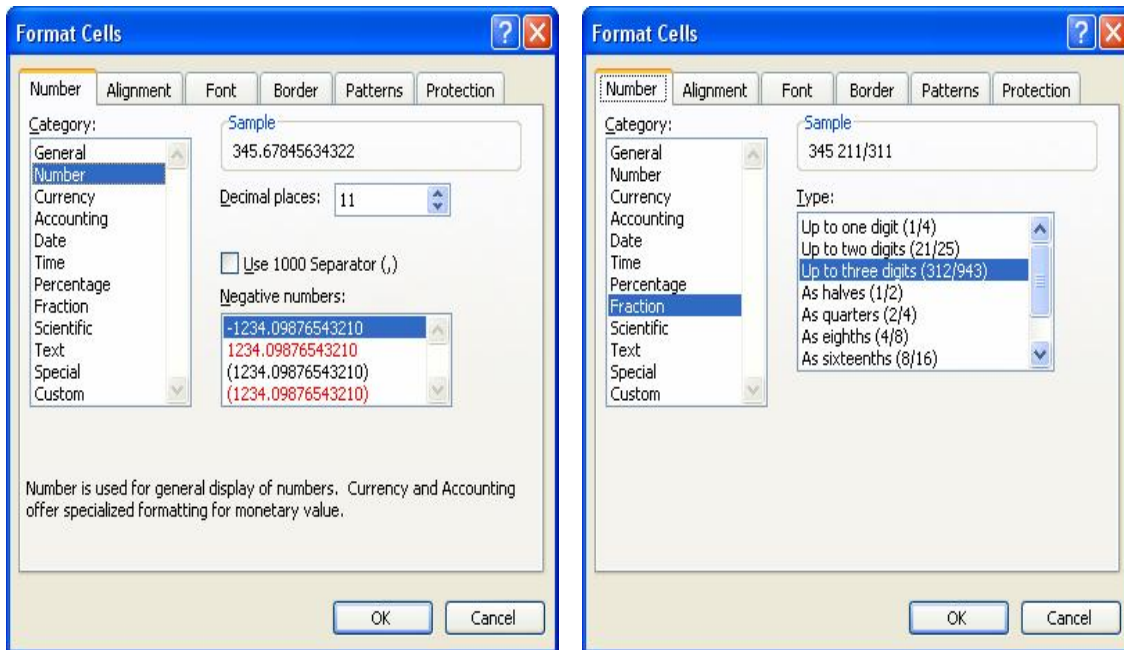 Format Cells
Number Alignment Font Border Patterns Protection
Category:
General
Number
Currency
Accounting
Date
Time
Percentage
Fraction
Scientific
Text
Special
Custom
Sample
345.67845634322
Decimal places: 11
Use 1000 Separator (,)
Negative numbers:
-1234.09876543210
1234.09876543210
(1234.09876543210)
(1234.09876543210)
Number is used for general display of numbers. Currency and Accounting
offer specialized formatting for monetary value.
OK Cancel
Format Cells
Number Alignment Font Border Patterns Protection
Category:
General
Number
Currency
Accounting
Date
Time
Percentage
Fraction
Scientific
Text
Special
Custom
Sample
345 211/311
Type:
Up to one digit (1/4)
Up to two digits (21/25)
Up to three digits (312/943)
As halves (1/2)
As quarters (2/4)
As eighths (4/8)
As sixteenths (8/16)
OK Cancel